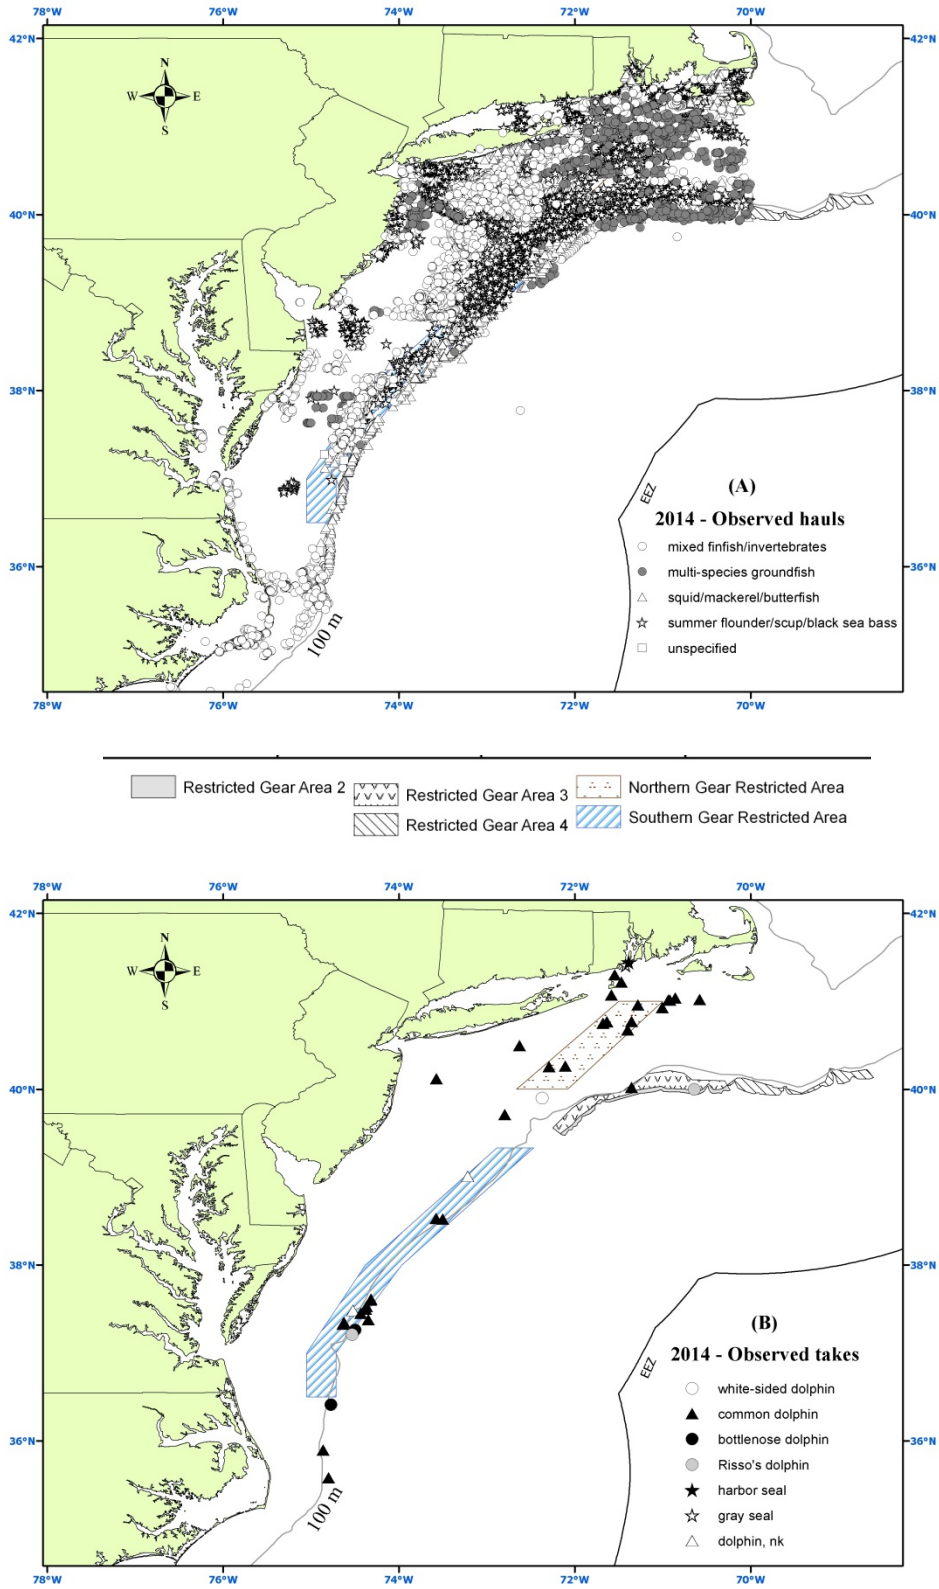 78°W 76°W 74°W 72°W 70°W
42°N 42°N
N
W E
S
40°N 40°N
38°N 38°N
EEZ
(A)
2014 - Observed hauls
mixed finfish/invertebrates
multi-species groundfish
squid/mackerel/butterfish
summer flounder/scup/black sea bass
unspecified
36°N 36°N
100 m
78°W 76°W 74°W 72°W 70°W
Restricted Gear Area 2
Restricted Gear Area 3
Restricted Gear Area 4
Northern Gear Restricted Area
Southern Gear Restricted Area
78°W 76°W 74°W 72°W 70°W
42°N 42°N
N
W E
S
40°N 40°N
38°N 38°N
EEZ
(B)
2014 - Observed takes
white-sided dolphin
common dolphin
bottlenose dolphin
Risso's dolphin
harbor seal
gray seal
dolphin, nk
36°N 36°N
100 m
78°W 76°W 74°W 72°W 70°W